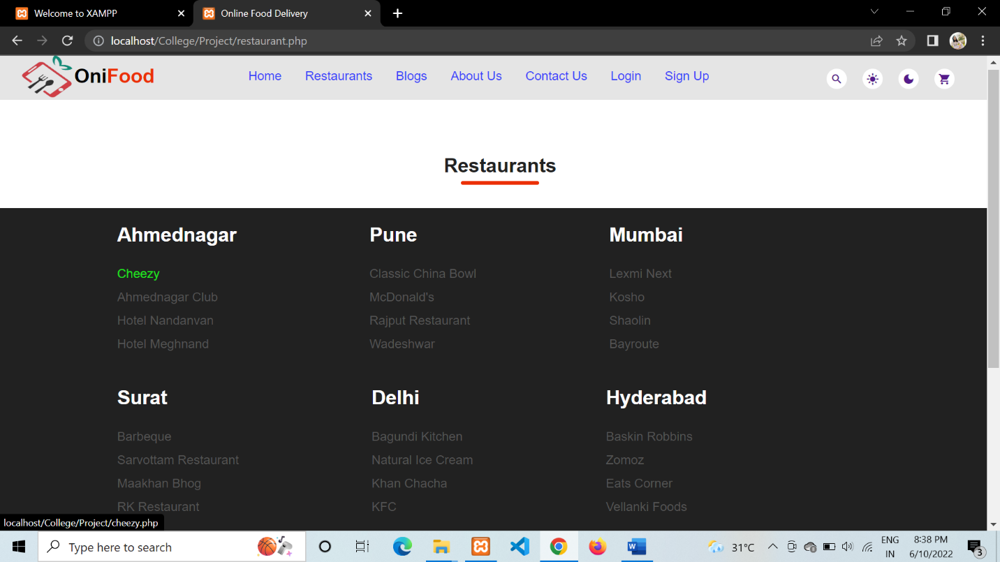 Welcome to XAMPP
Online Food Delivery
localhost/College/Project/restaurant.php
OniFood
Home Restaurants Blogs About Us Contact Us Login Sign Up
Restaurants
Ahmednagar Pune Mumbai
Cheezy Classic China Bowl Lexmi Next
Ahmednagar Club McDonald's Kosho
Hotel Nandanvan Rajput Restaurant Shaolin
Hotel Meghnand Wadeshwar Bayroute
Surat Delhi Hyderabad
Barbeque Bagundi Kitchen Baskin Robbins
Sarvottam Restaurant Natural Ice Cream Zomoz
Maakhan Bhog Khan Chacha Eats Corner
RK Restaurant KFC Vellanki Foods
localhost/College/Project/cheezy.php
Type here to search
31°C
ENG
IN
8:38 PM
6/10/2022
3